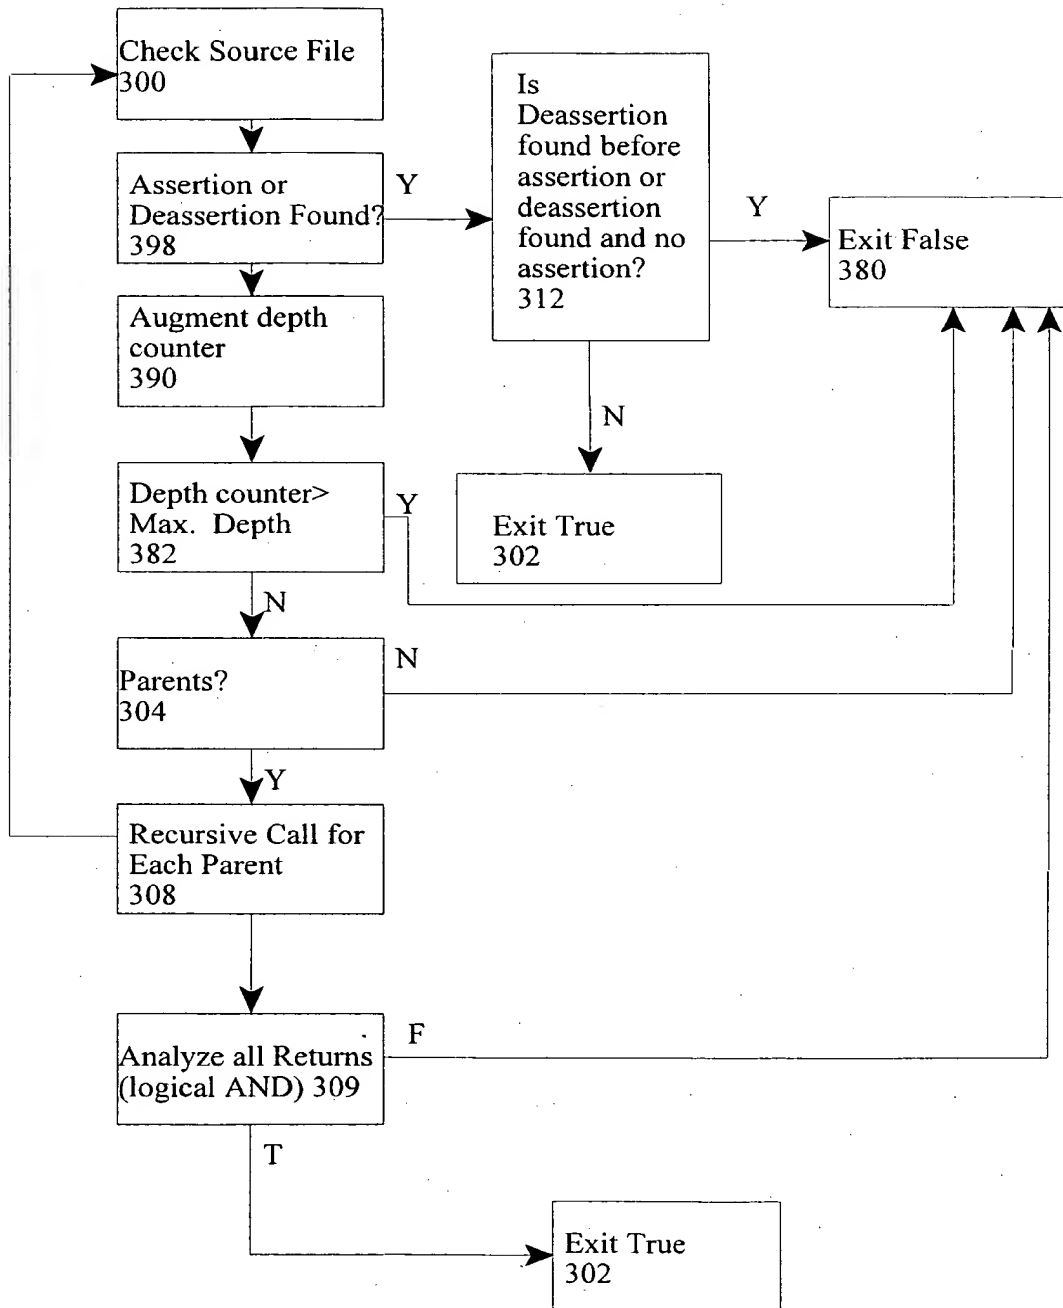 Check Source File
300
Assertion or
Deassertion Found?
398
Y
Is
Deassertion
found before
assertion or
deassertion
found and no
assertion?
312
Y
Exit False
380
Augment depth
counter
390
N
Depth counter>
Max. Depth
382
Y
Exit True
302
N
Parents?
304
N
Y
Recursive Call for
Each Parent
308
Analyze all Returns
(logical AND) 309
F
T
Exit True
302